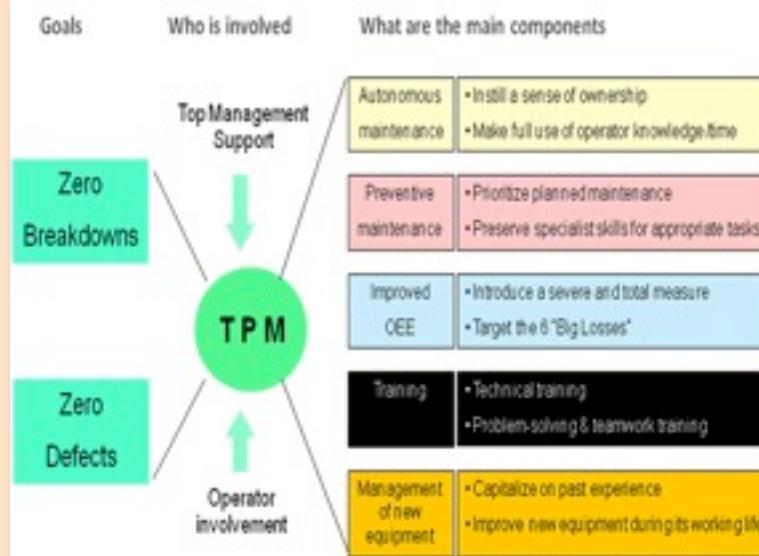 Goals
Who is involved
What are the main components
Zero
Breakdowns
Zero
Defects
Top Management
Support
TPM
Operator
involvement
Autonomous
maintenance
• Instill a sense of ownership
• Make full use of operator knowledge/time
Preventive
maintenance
• Prioritize planned maintenance
• Preserve specialist skills for appropriate tasks
Improved
OEE
• Introduce a severe and total measure
• Target the 6 "Big Losses"
Training
• Technical training
• Problem-solving & teamwork training
Management
of new
equipment
• Capitalize on past experience
• Improve new equipment during its working life